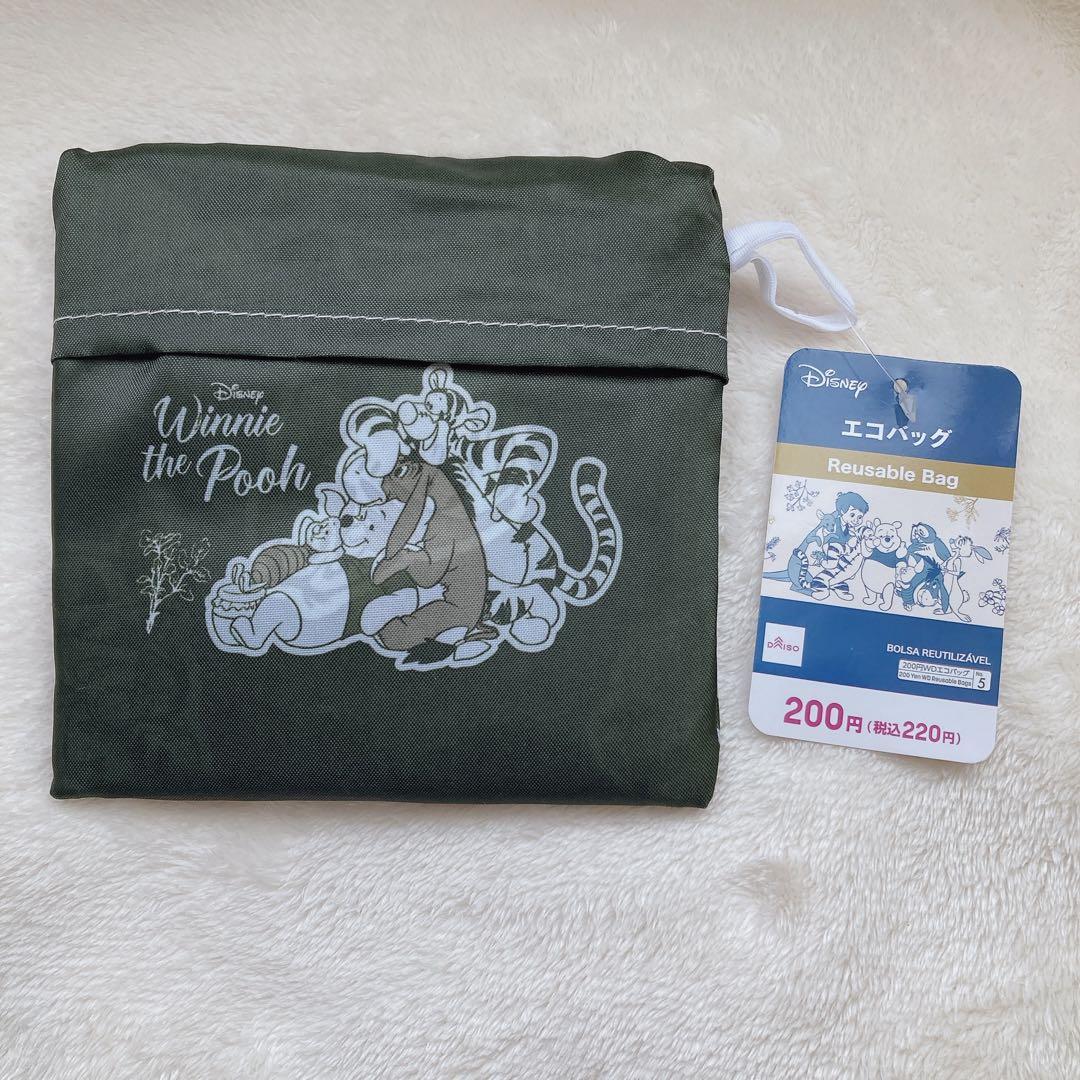 Disney
Winnie
the Pooh
Disney
エコバッグ
Reusable Bag
DAISO
BOLSA REUTILIZÁVEL
200円WDエコバッグ
200 Yen WD Reusable Bags
No.
5
200円(税込220円)